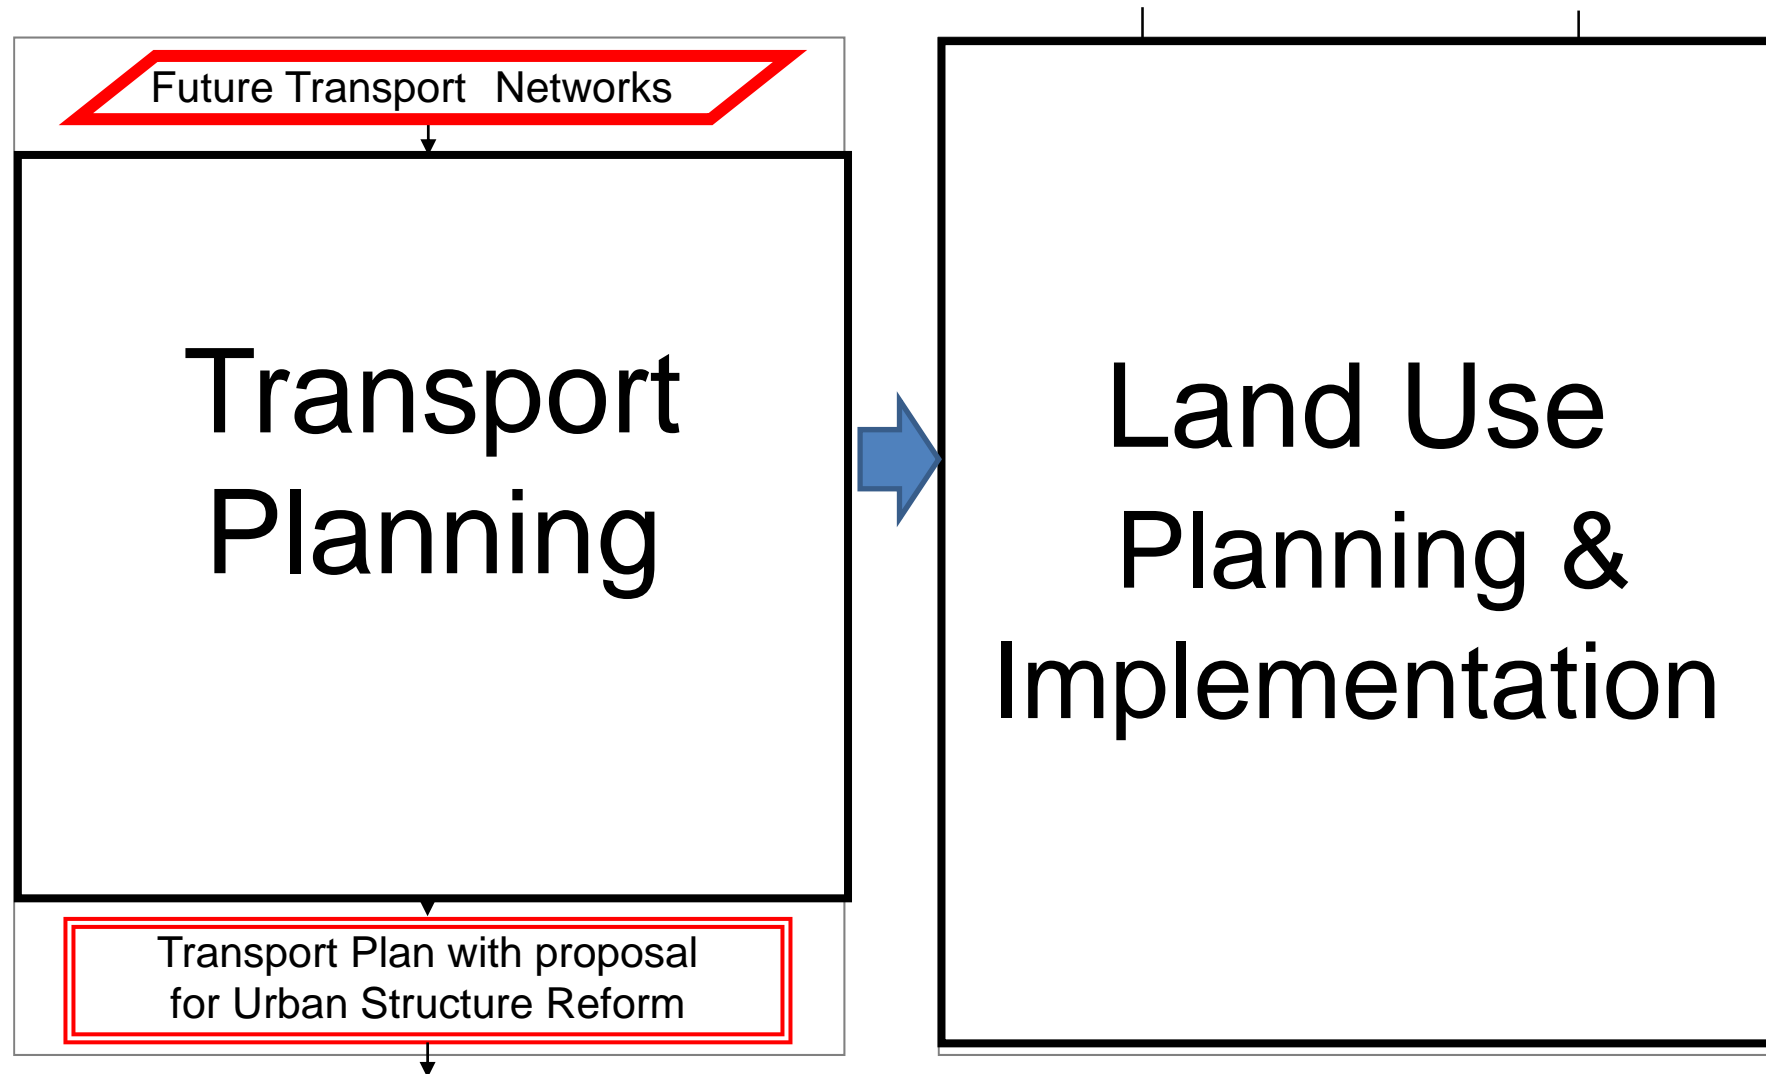 Future Transport Networks
Transport
Planning
Transport Plan with proposal
for Urban Structure Reform
Land Use
Planning &
Implementation